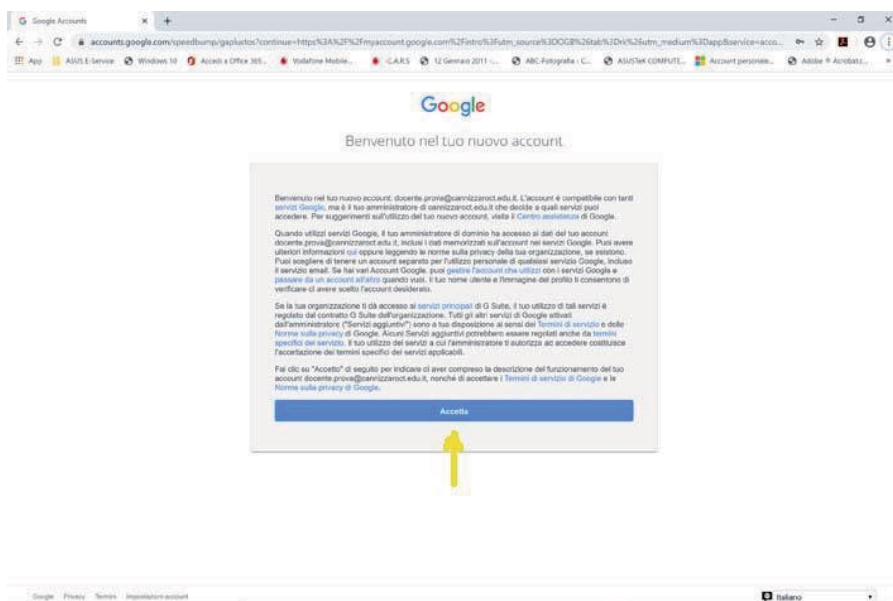 Google Accounts
accounts.google.com/speedbump/gaplustos?continue=https%3A%2F%2Fmyaccount.google.com%2Fintro%3Futm_source%3DOGB%26tab%3Drk%26utm_medium%3Dapp&service=acco...
App ASUS E-Service Windows 10 Accedi a Office 365... Vodafone Mobile... -C.A.R.S 12 Gennaio 2011 -... ABC-Fotografia : C... ASUSTeK COMPUTE... Account personale... Adobe ® Acrobat...
Google
Benvenuto nel tuo nuovo account
Benvenuto nel tuo nuovo account: docente.prova@cannizzaroct.edu.it. L'account è compatibile con tanti
servizi Google, ma è il tuo amministratore di cannizzaroct.edu.it che decide a quali servizi puoi
accedere. Per suggerimenti sull'utilizzo del tuo nuovo account, visita il Centro assistenza di Google.
Quando utilizzi servizi Google, il tuo amministratore di dominio ha accesso ai dati del tuo account
docente.prova@cannizzaroct.edu.it, inclusi i dati memorizzati sull'account nei servizi Google. Puoi avere
ulteriori informazioni qui oppure leggendo le norme sulla privacy della tua organizzazione, se esistono.
Puoi scegliere di tenere un account separato per l'utilizzo personale di qualsiasi servizio Google, incluso
il servizio email. Se hai vari Account Google, puoi gestire l'account che utilizzi con i servizi Google e
passare da un account all'altro quando vuoi. Il tuo nome utente e l'immagine del profilo ti consentono di
verificare di avere scelto l'account desiderato.
Se la tua organizzazione ti dà accesso ai servizi principali di G Suite, il tuo utilizzo di tali servizi è
regolato dal contratto G Suite dell'organizzazione. Tutti gli altri servizi di Google attivati
dall'amministratore ("Servizi aggiuntivi") sono a tua disposizione ai sensi dei Termini di servizio e delle
Norme sulla privacy di Google. Alcuni Servizi aggiuntivi potrebbero essere regolati anche da termini
specifici del servizio. Il tuo utilizzo dei servizi a cui l'amministratore ti autorizza ad accedere costituisce
l'accettazione dei termini specifici dei servizi applicabili.
Fai clic su "Accetto" di seguito per indicare di aver compreso la descrizione del funzionamento del tuo
account docente.prova@cannizzaroct.edu.it, nonché di accettare i Termini di servizio di Google e le
Norme sulla privacy di Google.
Accetta
Google Privacy Termini Impostazioni account Italiano